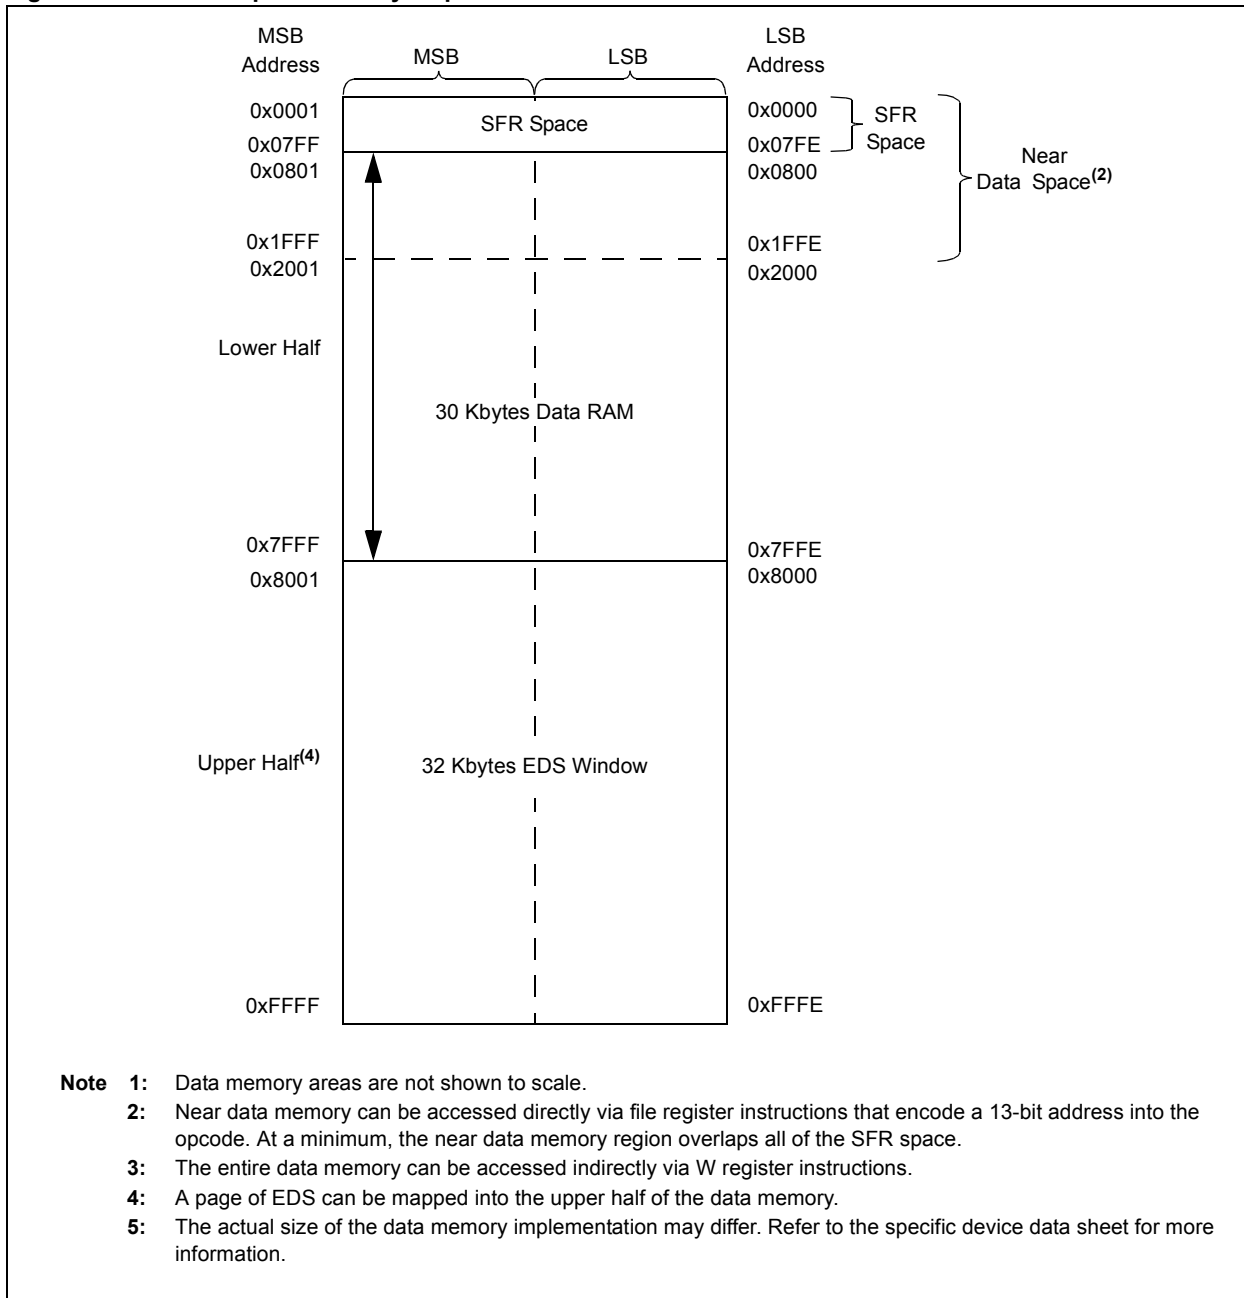 MSB
Address
MSB
LSB
LSB
Address
0x0001
SFR Space
0x0000
SFR
Space
0x07FF
0x07FE
0x0801
0x0800
Near
Data Space(2)
0x1FFF
0x1FFE
0x2001
0x2000
Lower Half
30 Kbytes Data RAM
0x7FFF
0x7FFE
0x8001
0x8000
Upper Half(4)
32 Kbytes EDS Window
0xFFFF
0xFFFE
Note 1: Data memory areas are not shown to scale.
2: Near data memory can be accessed directly via file register instructions that encode a 13-bit address into the
opcode. At a minimum, the near data memory region overlaps all of the SFR space.
3: The entire data memory can be accessed indirectly via W register instructions.
4: A page of EDS can be mapped into the upper half of the data memory.
5: The actual size of the data memory implementation may differ. Refer to the specific device data sheet for more
information.